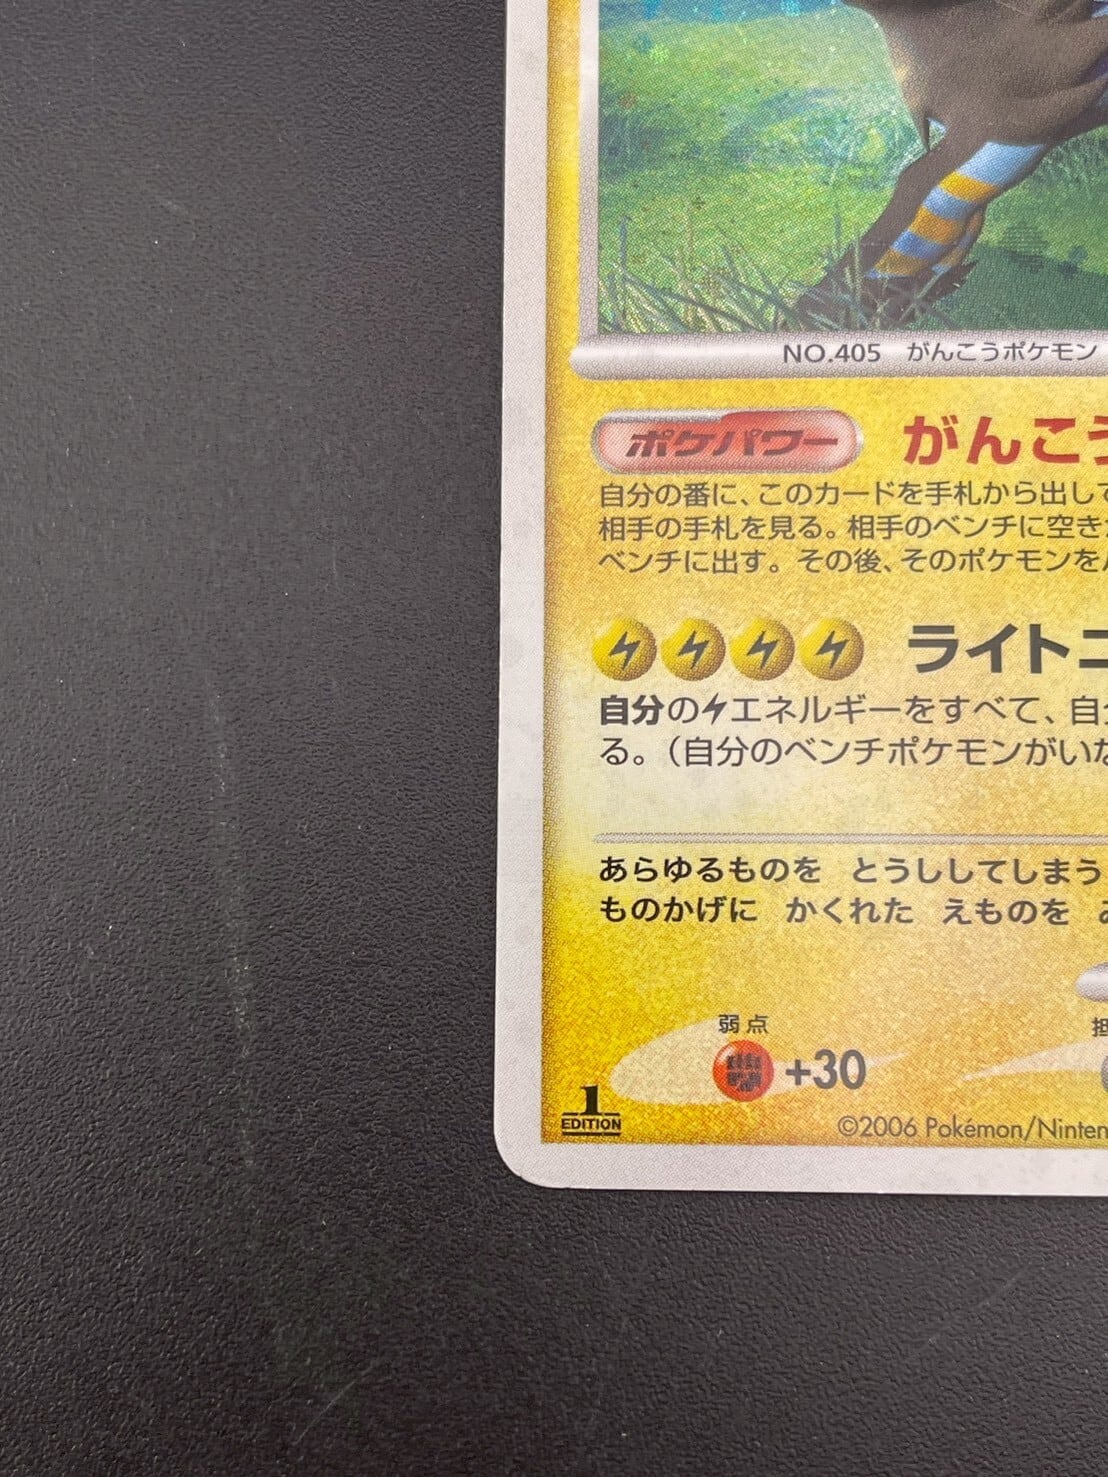 NO.405 がんこうポケモン
ポケパワー がんこう
自分の番に、このカードを手札から出して
相手の手札を見る。相手のベンチに空き
ベンチに出す。その後、そのポケモンを
ライト
自分のエネルギーをすべて、自分
る。（自分のベンチポケモンがいな
あらゆるものを とうししてしまう
ものかげに かくれた えものを
弱点
+30
1
EDITION
©2006 Pokémon/Ninten